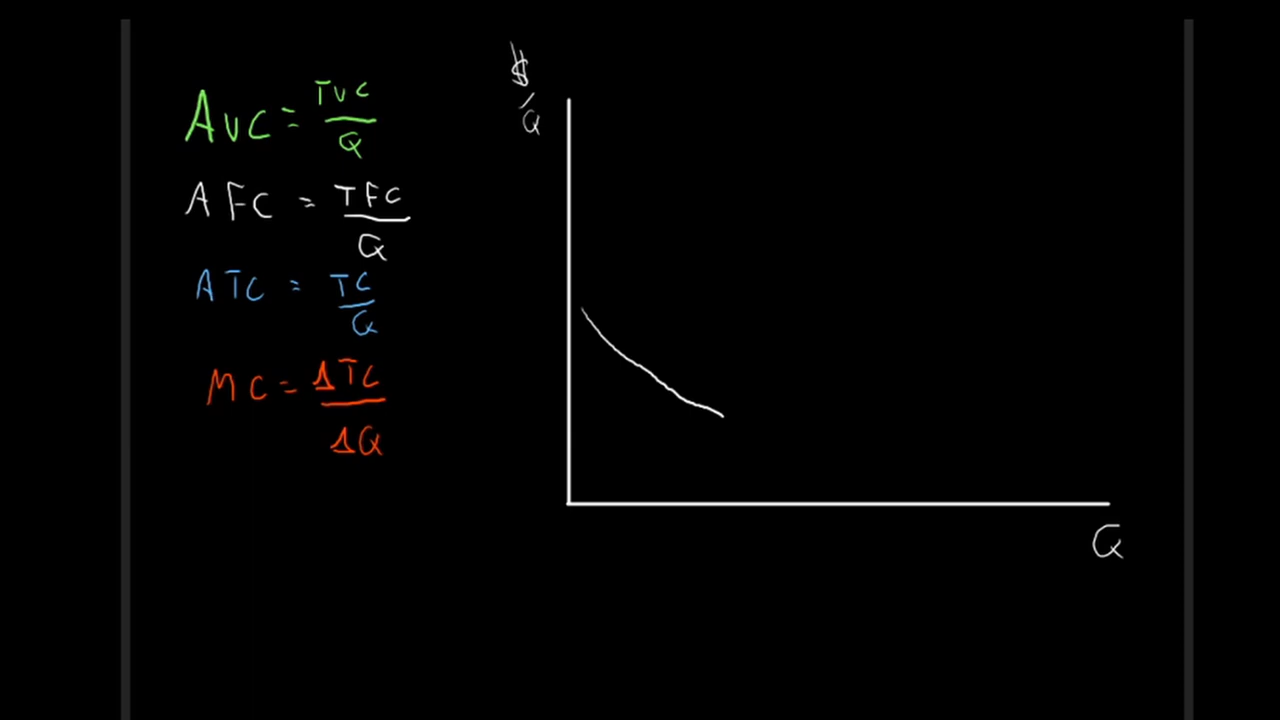 AVC = TVC/Q
AFC = TFC/Q
ATC = TC/Q
MC = ΔTC/ΔQ
$/Q
Q